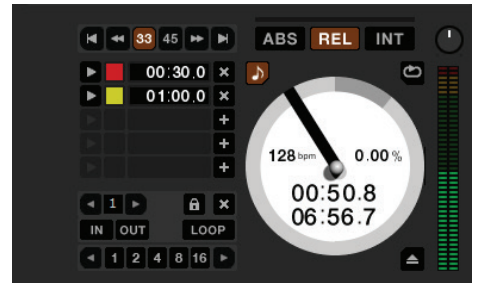 33 45 ABS REL INT
00:30.0
01:00.0
128 bpm 0.00 %
00:50.8
06:56.7
1
IN OUT LOOP
1 2 4 8 16